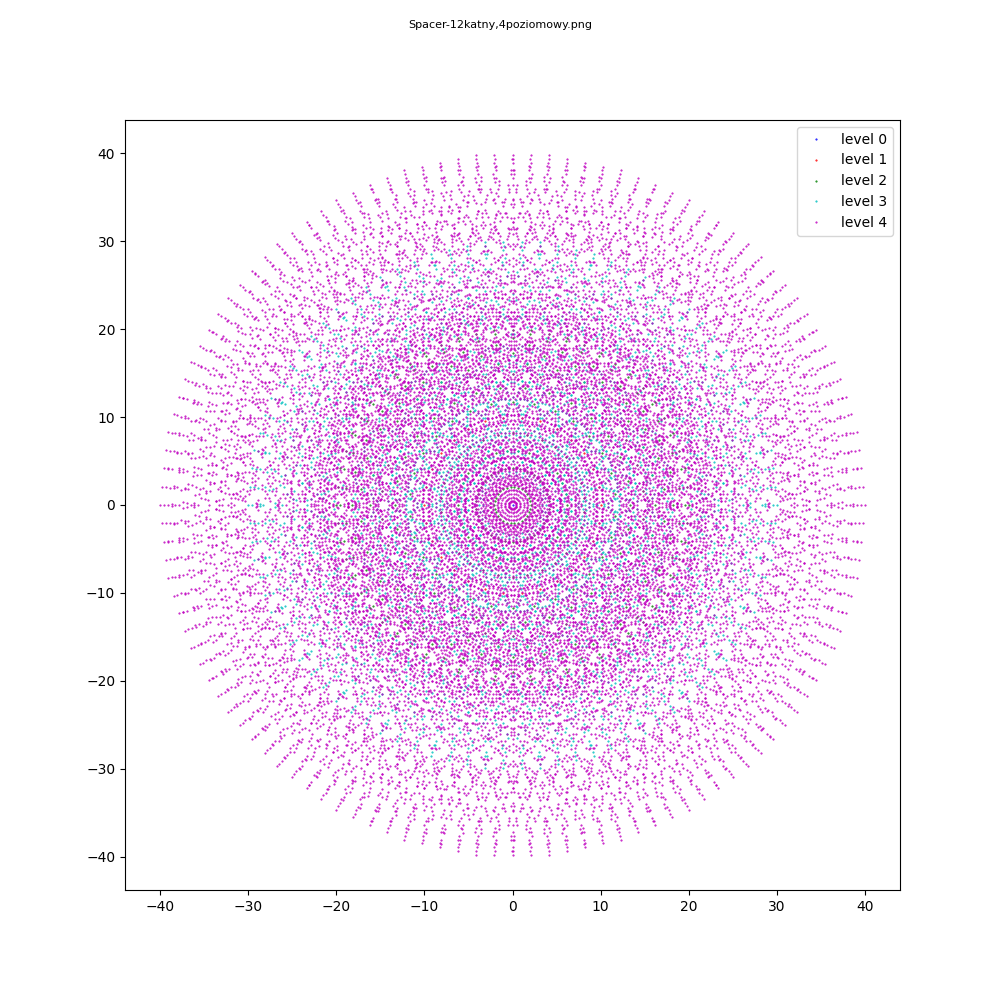 Spacer-12katny,4poziomowy.png
level 0
level 1
level 2
level 3
level 4
40
30
20
10
0
−10
−20
−30
−40
−40 −30 −20 −10 0 10 20 30 40